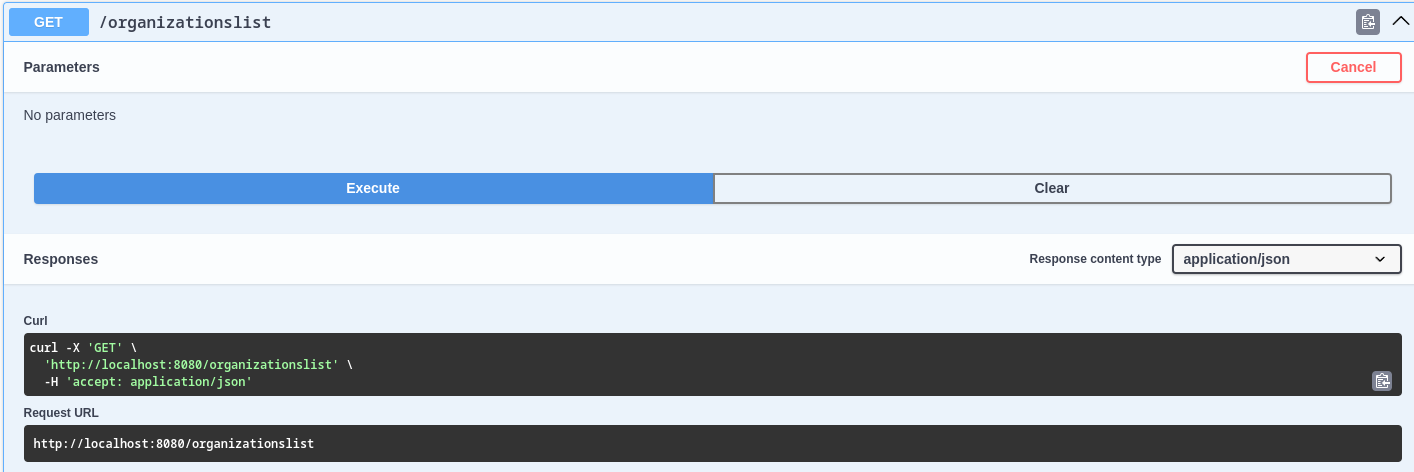 GET /organizationslist
Parameters
Cancel
No parameters
Execute
Clear
Responses
Response content type
application/json
Curl
curl -X 'GET' \
  'http://localhost:8080/organizationslist' \
  -H 'accept: application/json'
Request URL
http://localhost:8080/organizationslist